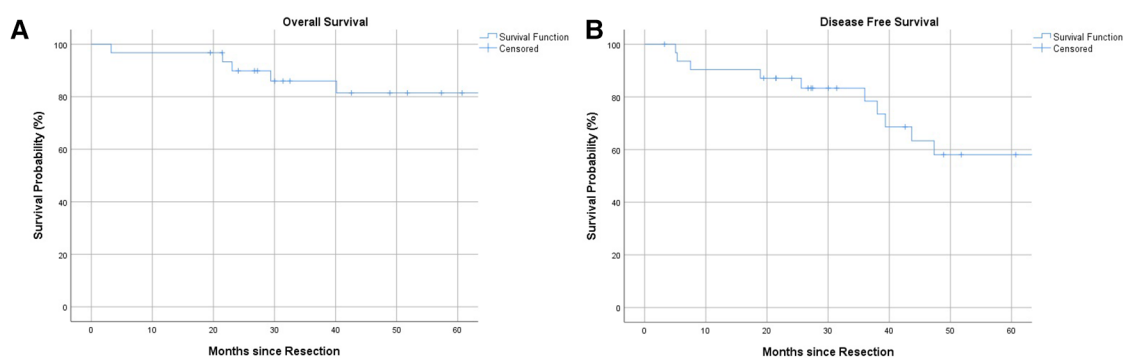 A
Overall Survival
Survival Function
Censored
Survival Probability (%)
100
80
60
40
20
0
0 10 20 30 40 50 60
Months since Resection
B
Disease Free Survival
Survival Function
Censored
Survival Probability (%)
100
80
60
40
20
0
0 10 20 30 40 50 60
Months since Resection